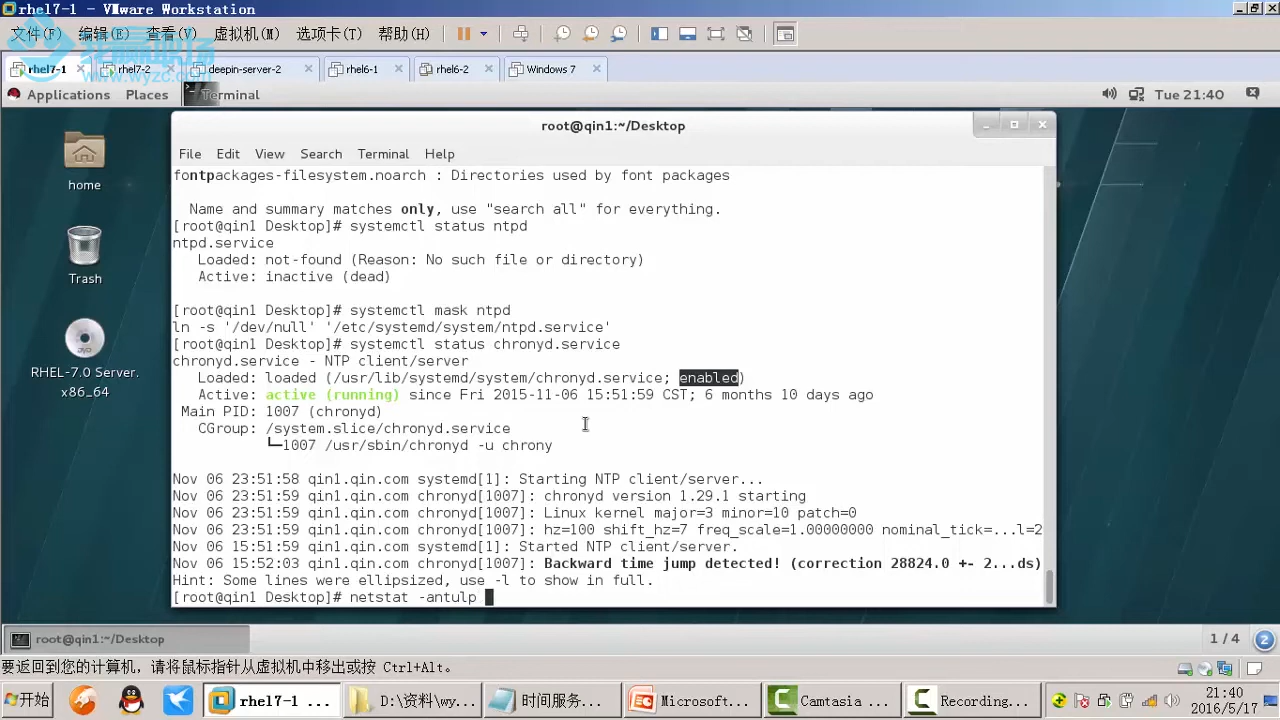 rhel7-1 - VMware Workstation
文件(F) 编辑(E) 查看(V) 虚拟机(M) 选项卡(T) 帮助(H)
www.wyzc.com
rhel7-1 rhel7-2 deepin-server-2 rhel6-1 rhel6-2 Windows 7
Applications Places Terminal Tue 21:40
root@qin1:~/Desktop
File Edit View Search Terminal Help
fontpackages-filesystem.noarch : Directories used by font packages
Name and summary matches only, use "search all" for everything.
[root@qin1 Desktop]# systemctl status ntpd
ntpd.service
Loaded: not-found (Reason: No such file or directory)
Active: inactive (dead)
[root@qin1 Desktop]# systemctl mask ntpd
ln -s '/dev/null' '/etc/systemd/system/ntpd.service'
[root@qin1 Desktop]# systemctl status chronyd.service
chronyd.service - NTP client/server
Loaded: loaded (/usr/lib/systemd/system/chronyd.service; enabled)
Active: active (running) since Fri 2015-11-06 15:51:59 CST; 6 months 10 days ago
Main PID: 1007 (chronyd)
CGroup: /system.slice/chronyd.service
└─1007 /usr/sbin/chronyd -u chrony
Nov 06 23:51:58 qin1.qin.com systemd[1]: Starting NTP client/server...
Nov 06 23:51:59 qin1.qin.com chronyd[1007]: chronyd version 1.29.1 starting
Nov 06 23:51:59 qin1.qin.com chronyd[1007]: Linux kernel major=3 minor=10 patch=0
Nov 06 23:51:59 qin1.qin.com chronyd[1007]: hz=100 shift_hz=7 freq_scale=1.00000000 nominal_tick=...l=2
Nov 06 15:51:59 qin1.qin.com systemd[1]: Started NTP client/server.
Nov 06 15:52:03 qin1.qin.com chronyd[1007]: Backward time jump detected! (correction 28824.0 +- 2...ds)
Hint: Some lines were ellipsized, use -l to show in full.
[root@qin1 Desktop]# netstat -antulp
home
Trash
RHEL-7.0 Server.
x86_64
root@qin1:~/Desktop 1 / 4 2
要返回到您的计算机，请将鼠标指针从虚拟机中移出或按 Ctrl+Alt。
开始 rhel7-1 ... D:\资料\wy... 时间服务... Microsoft... Camtasia ... Recording... 21:40
2016/5/17